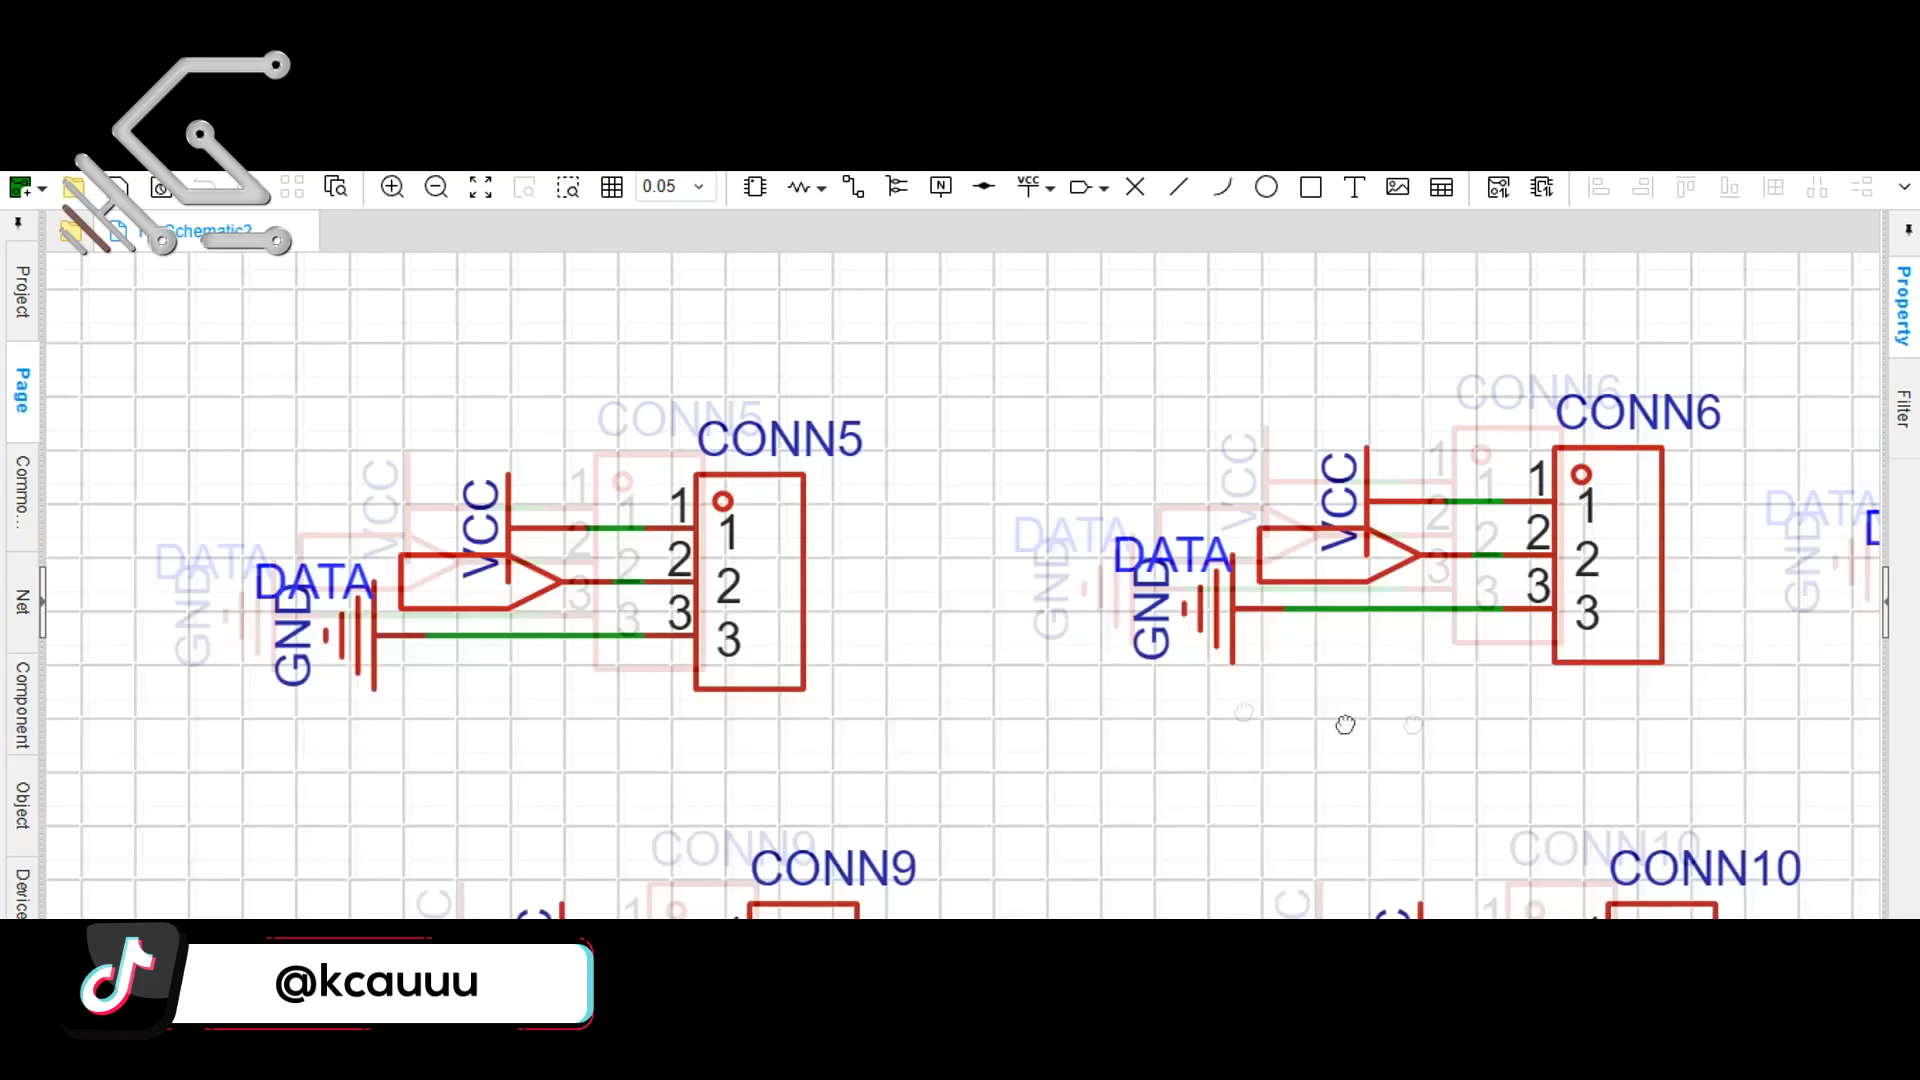 0.05
VCC
N
T
Schematic2
Project
Page
Commo...
Net
Component
Object
Device
Property
Filter
CONN5
VCC
DATA
GND
1
2
3
1
2
3
CONN6
VCC
DATA
GND
1
2
3
1
2
3
CONN9
CONN10
@kcauuu